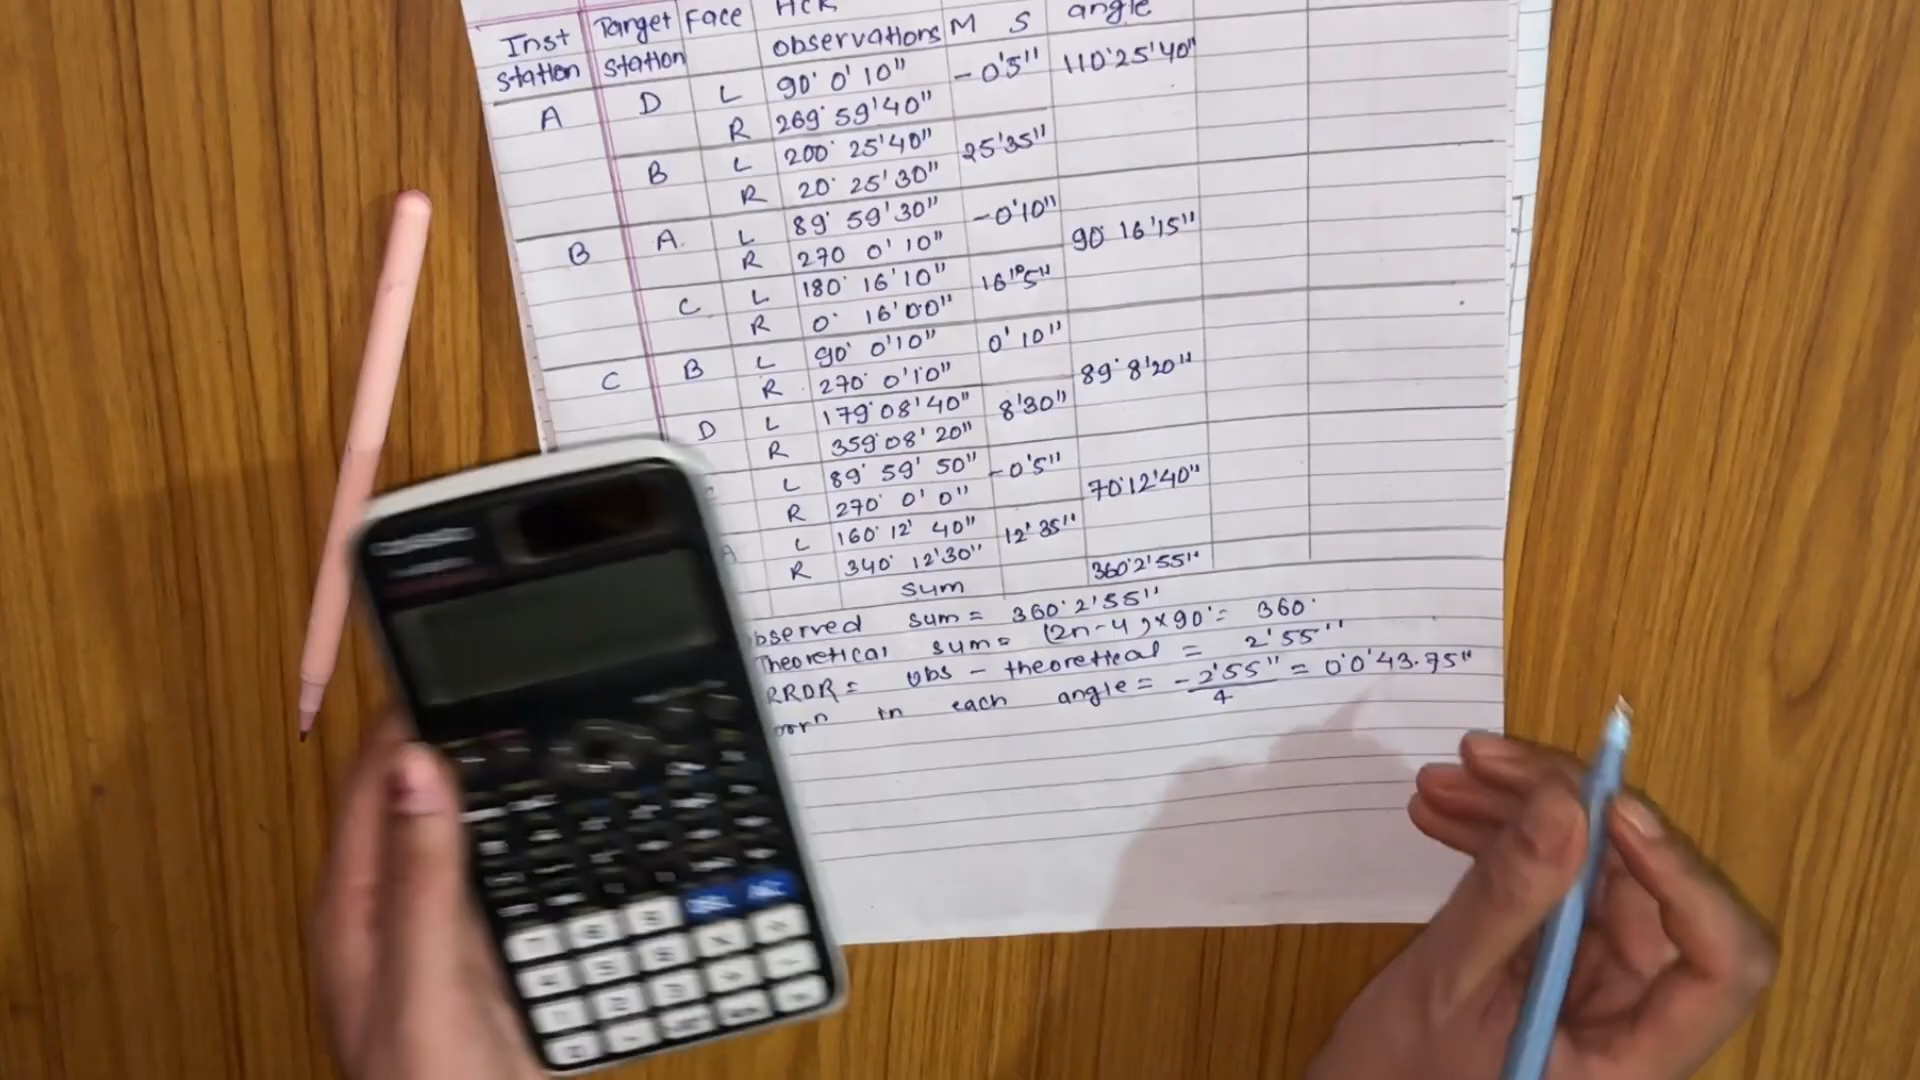 Inst Target Face HCR M S angle
station station observations
A D L 90° 0' 10" -0'5" 110°25'40"
R 269° 59'40"
B L 200° 25'40" 25'35"
R 20° 25'30"
B A. L 89° 59'30" -0'10" 90° 16'15"
R 270 0' 10"
C L 180° 16'10" 16'5"
R 0° 16'00"
C B L 90° 0'10" 0' 10" 89° 8'20"
R 270° 0'10"
D L 179°08'40" 8'30"
R 359°08' 20"
L 89° 59' 50" -0'5" 70°12'40"
R 270° 0' 0"
A L 160° 12' 40" 12' 35"
R 340° 12'30"
sum 360°2'55"
bserved sum = 360°2'55"
Theoretical sum = (2n-4)×90° = 360°
RROR = obs - theoretical = 2'55"
orrⁿ in each angle = -2'55"/4 = 0°0'43.75"